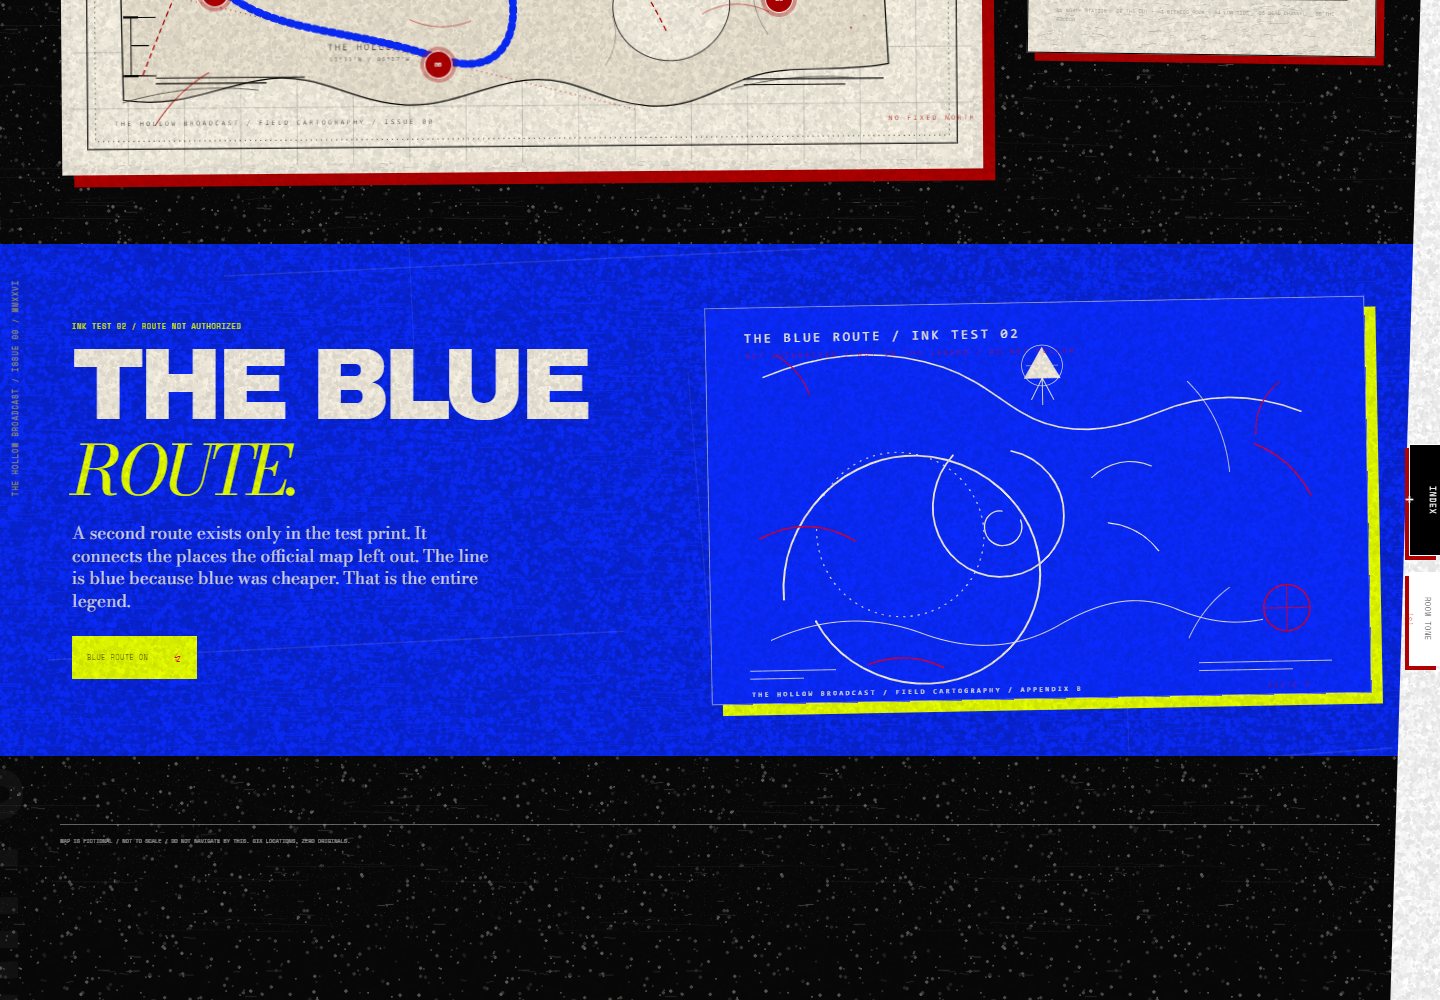 THE HOLL
THE HOLLOW BROADCAST / FIELD CARTOGRAPHY / ISSUE 00
NO FIXED NORTH
THE HOLLOW BROADCAST / ISSUE 00 / MMXXVI
INK TEST 02 / ROUTE NOT AUTHORIZED
THE BLUE
ROUTE.
A second route exists only in the test print. It
connects the places the official map left out. The line
is blue because blue was cheaper. That is the entire
legend.
BLUE ROUTE ON
THE BLUE ROUTE / INK TEST 02
THE HOLLOW BROADCAST / FIELD CARTOGRAPHY / APPENDIX B
INDEX
ROOM TONE
MAP IS FICTIONAL / NOT TO SCALE / DO NOT NAVIGATE BY THIS. SIX LOCATIONS, ZERO ORIGINALS.